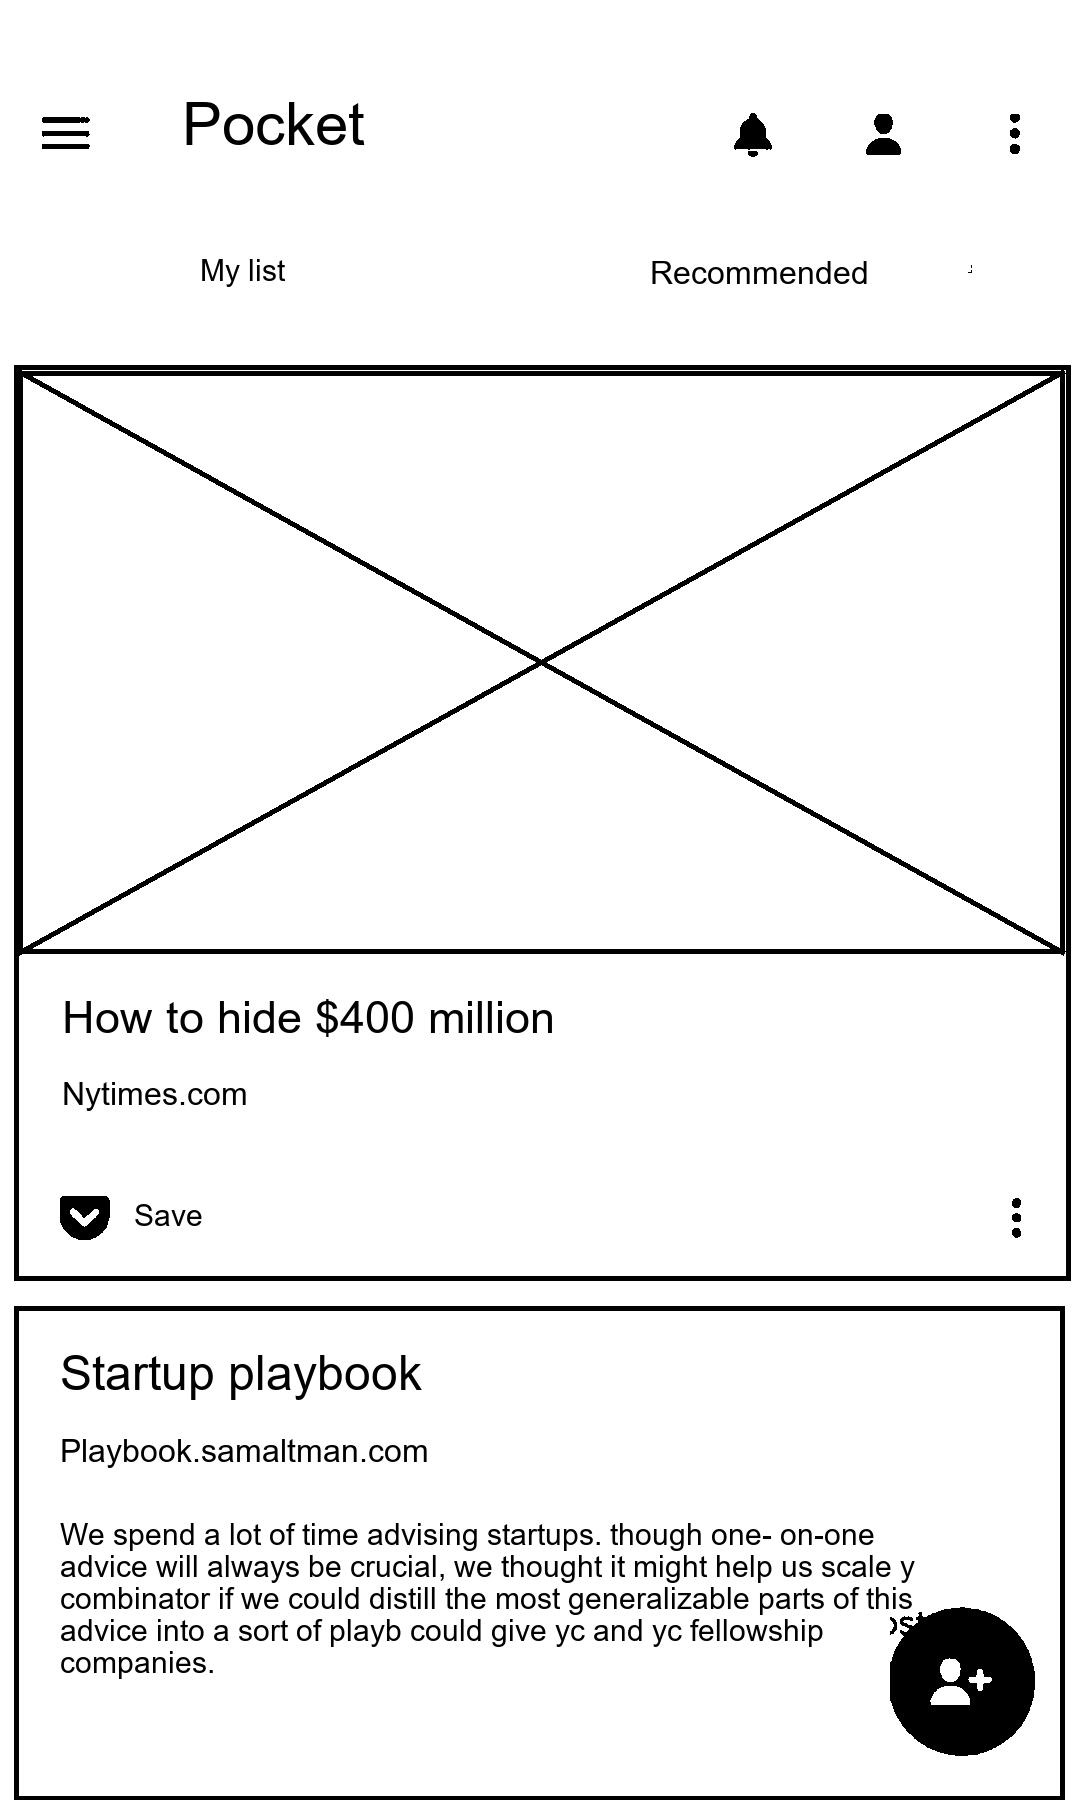 Pocket
My list
Recommended
How to hide $400 million
Nytimes.com
Save
Startup playbook
Playbook.samaltman.com
We spend a lot of time advising startups. though one- on-one
advice will always be crucial, we thought it might help us scale y
combinator if we could distill the most generalizable parts of this
advice into a sort of playb could give yc and yc fellowship
companies.